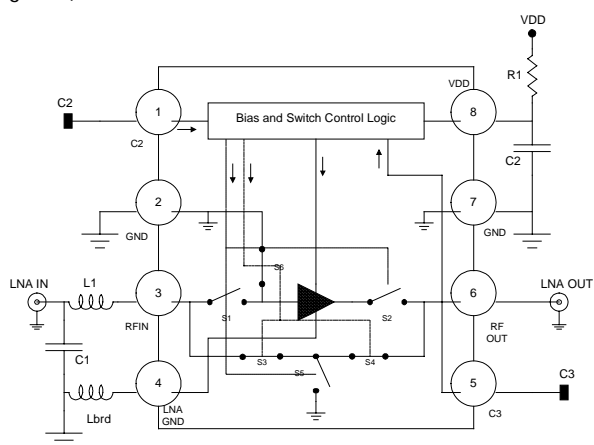 VDD
R1
VDD
C2
1
Bias and Switch Control Logic
8
C2
C2
2
7
GND
GND
S6
LNA IN
L1
3
6
LNA OUT
RFIN
S1
S2
RF
OUT
C1
S3
S4
4
S5
5
C3
Lbrd
LNA
GND
C3